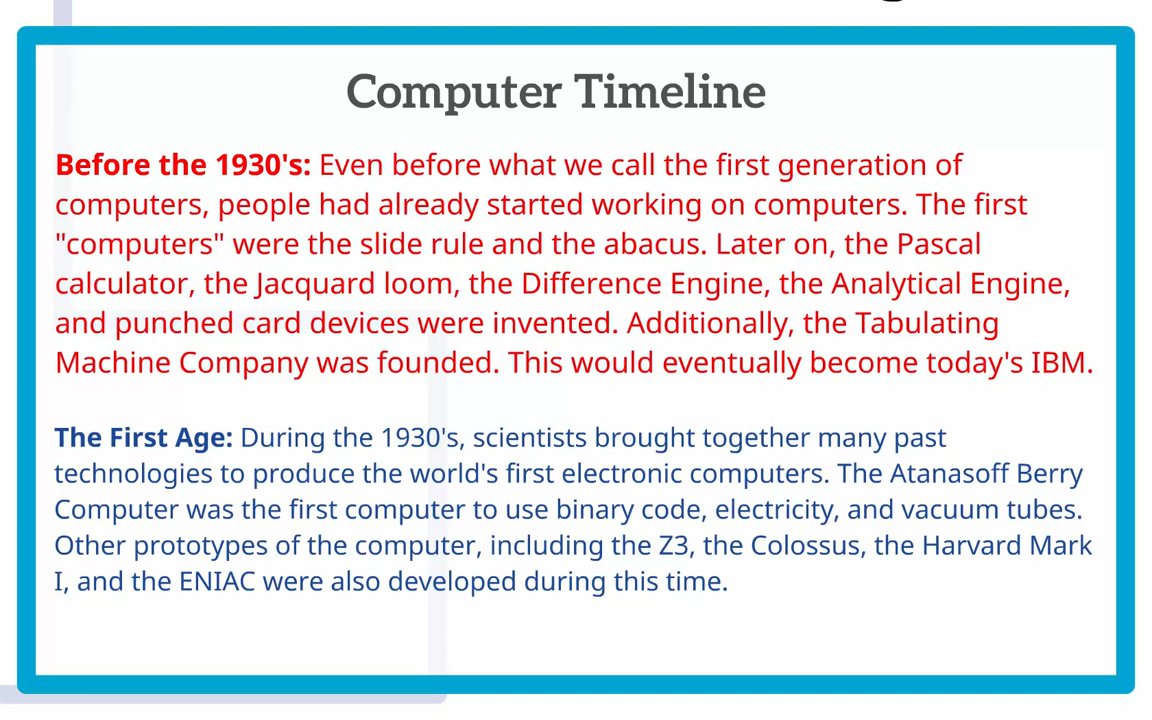 Computer Timeline
Before the 1930's: Even before what we call the first generation of
computers, people had already started working on computers. The first
"computers" were the slide rule and the abacus. Later on, the Pascal
calculator, the Jacquard loom, the Difference Engine, the Analytical Engine,
and punched card devices were invented. Additionally, the Tabulating
Machine Company was founded. This would eventually become today's IBM.
The First Age: During the 1930's, scientists brought together many past
technologies to produce the world's first electronic computers. The Atanasoff Berry
Computer was the first computer to use binary code, electricity, and vacuum tubes.
Other prototypes of the computer, including the Z3, the Colossus, the Harvard Mark
I, and the ENIAC were also developed during this time.